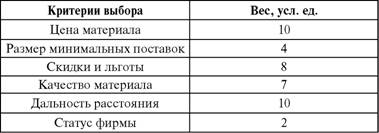 Критерии выбора Вес, усл. ед.
Цена материала 10
Размер минимальных поставок 4
Скидки и льготы 8
Качество материала 7
Дальность расстояния 10
Статус фирмы 2